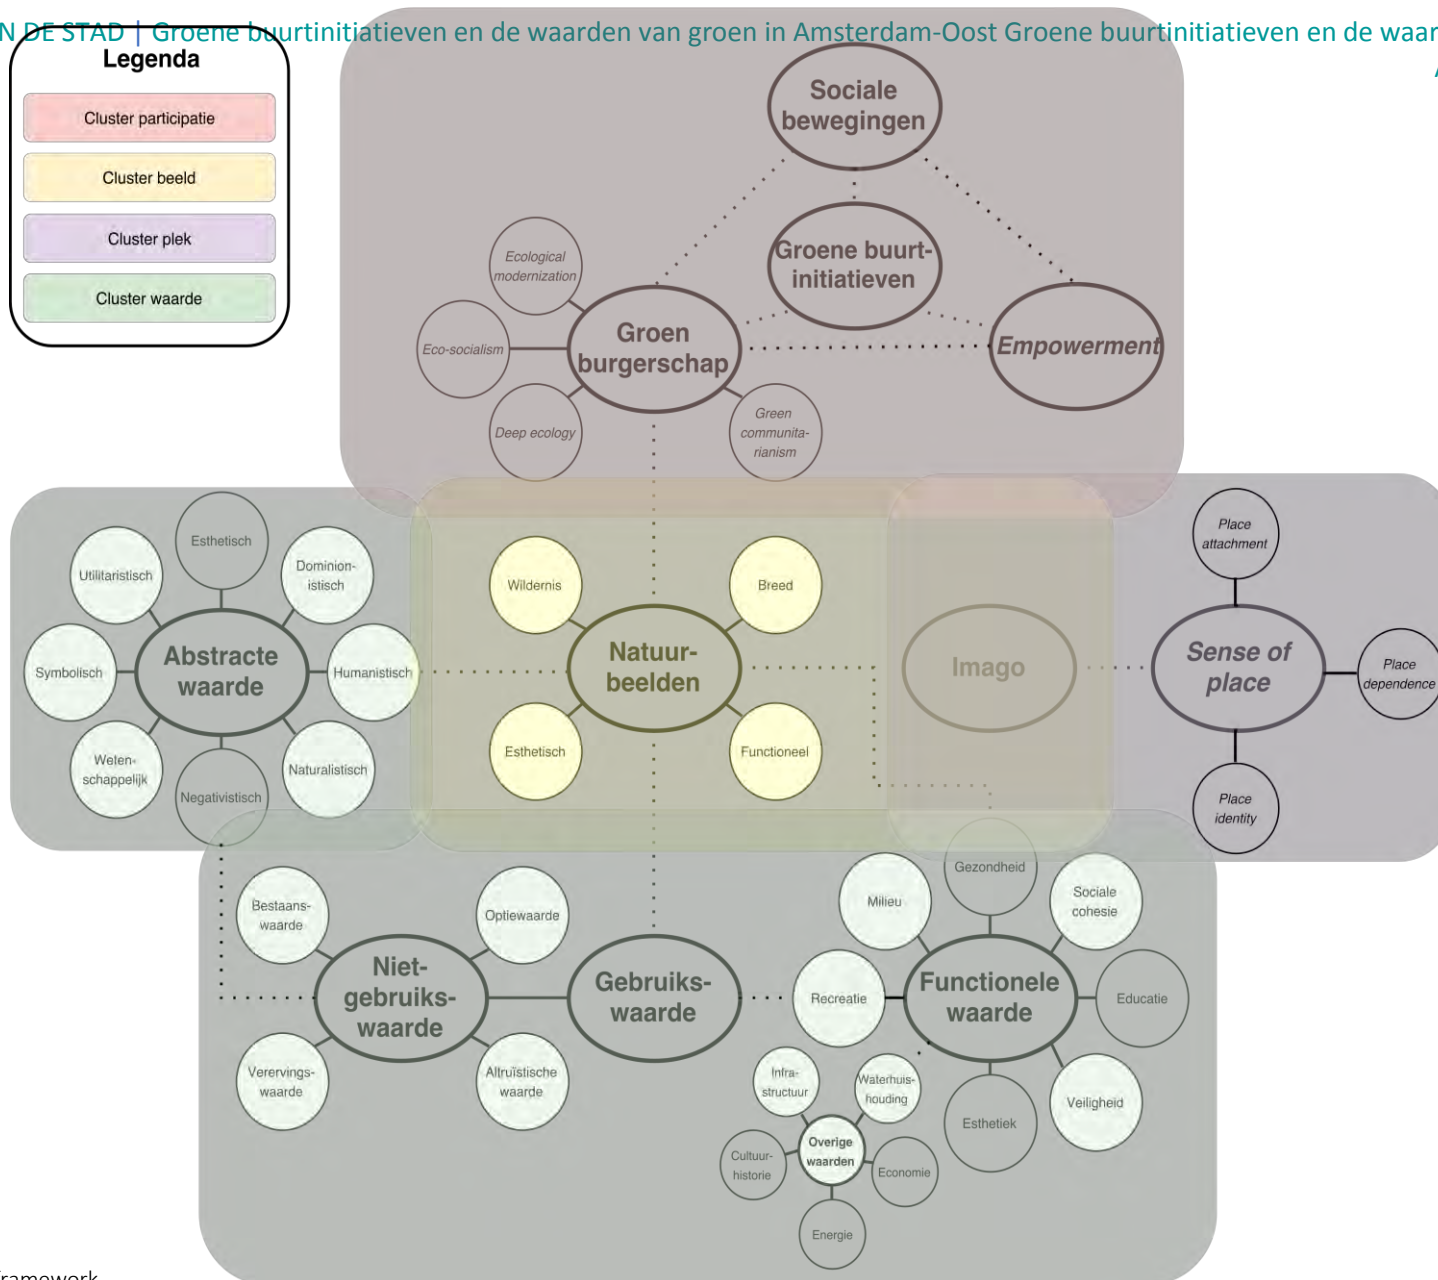 N DE STAD | Groene buurtinitiatieven en de waarden van groen in Amsterdam-Oost Groene buurtinitiatieven en de waar
Legenda
Cluster participatie
Cluster beeld
Cluster plek
Cluster waarde
Sociale
bewegingen
Groene buurt-
initiatieven
Ecological
modernization
Eco-socialism
Groen
burgerschap
Empowerment
Deep ecology
Green
communita-
rianism
Esthetisch
Utilitaristisch
Dominion-
istisch
Symbolisch
Abstracte
waarde
Humanistisch
Weten-
schappelijk
Naturalistisch
Negativistisch
Wildernis
Breed
Natuur-
beelden
Esthetisch
Functioneel
Imago
Place
attachment
Sense of
place
Place
dependence
Place
identity
Bestaans-
waarde
Optiewaarde
Niet-
gebruiks-
waarde
Gebruiks-
waarde
Verervings-
waarde
Altruïstische
waarde
Gezondheid
Milieu
Sociale
cohesie
Recreatie
Functionele
waarde
Educatie
Veiligheid
Esthetiek
Infra-
structuur
Waterhuis-
houding
Overige
waarden
Cultuur-
historie
Economie
Energie
ramework